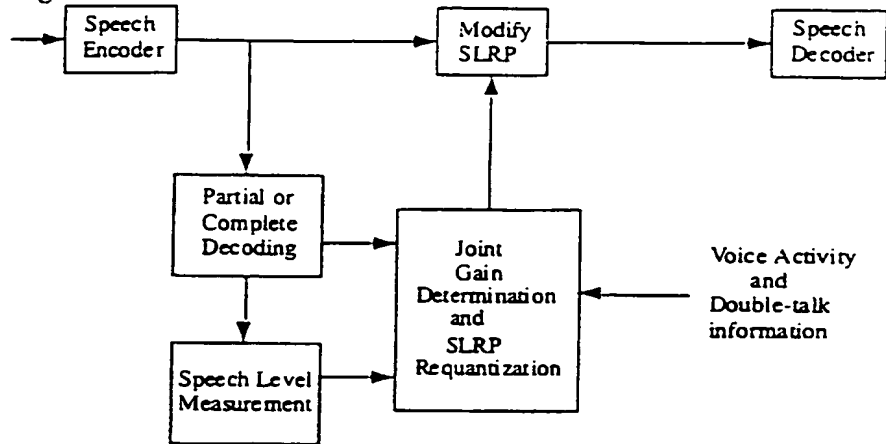 Speech
Encoder
Modify
SLRP
Speech
Decoder
Partial or
Complete
Decoding
Joint
Gain
Determination
and
SLRP
Requantization
Voice Activity
and
Double-talk
information
Speech Level
Measurement